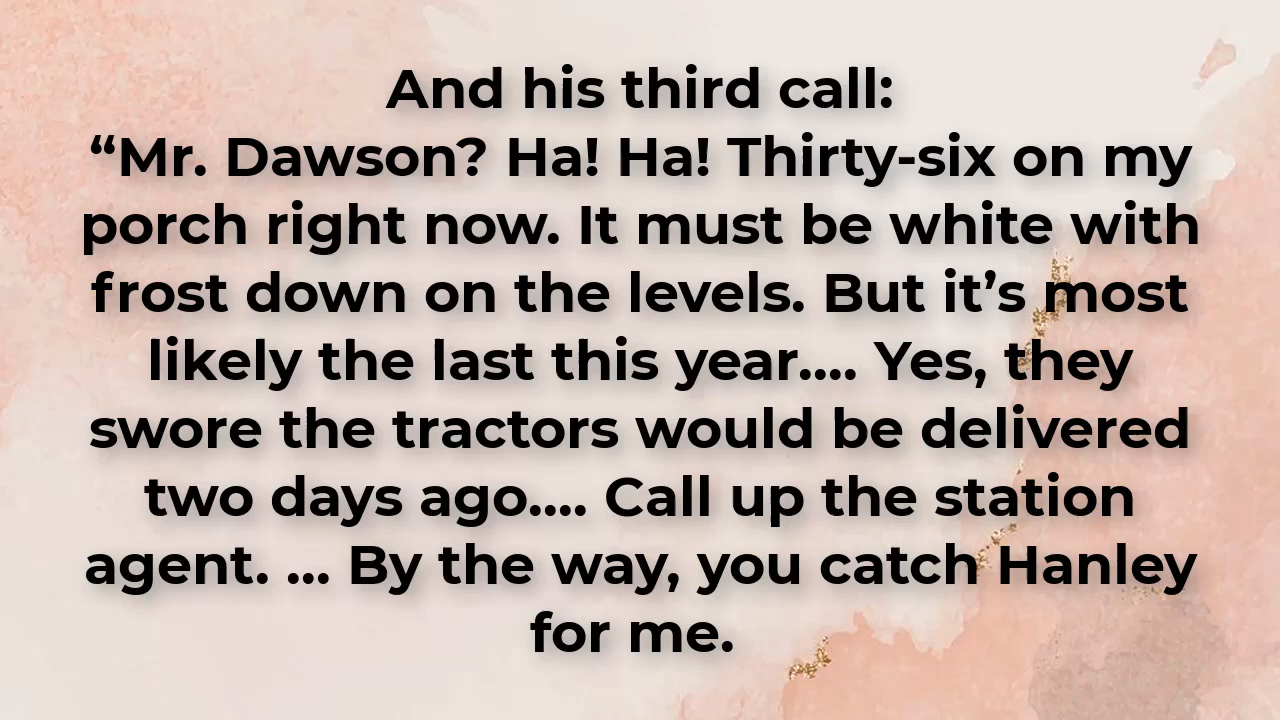 And his third call:
“Mr. Dawson? Ha! Ha! Thirty-six on my
porch right now. It must be white with
frost down on the levels. But it’s most
likely the last this year.... Yes, they
swore the tractors would be delivered
two days ago.... Call up the station
agent. ... By the way, you catch Hanley
for me.